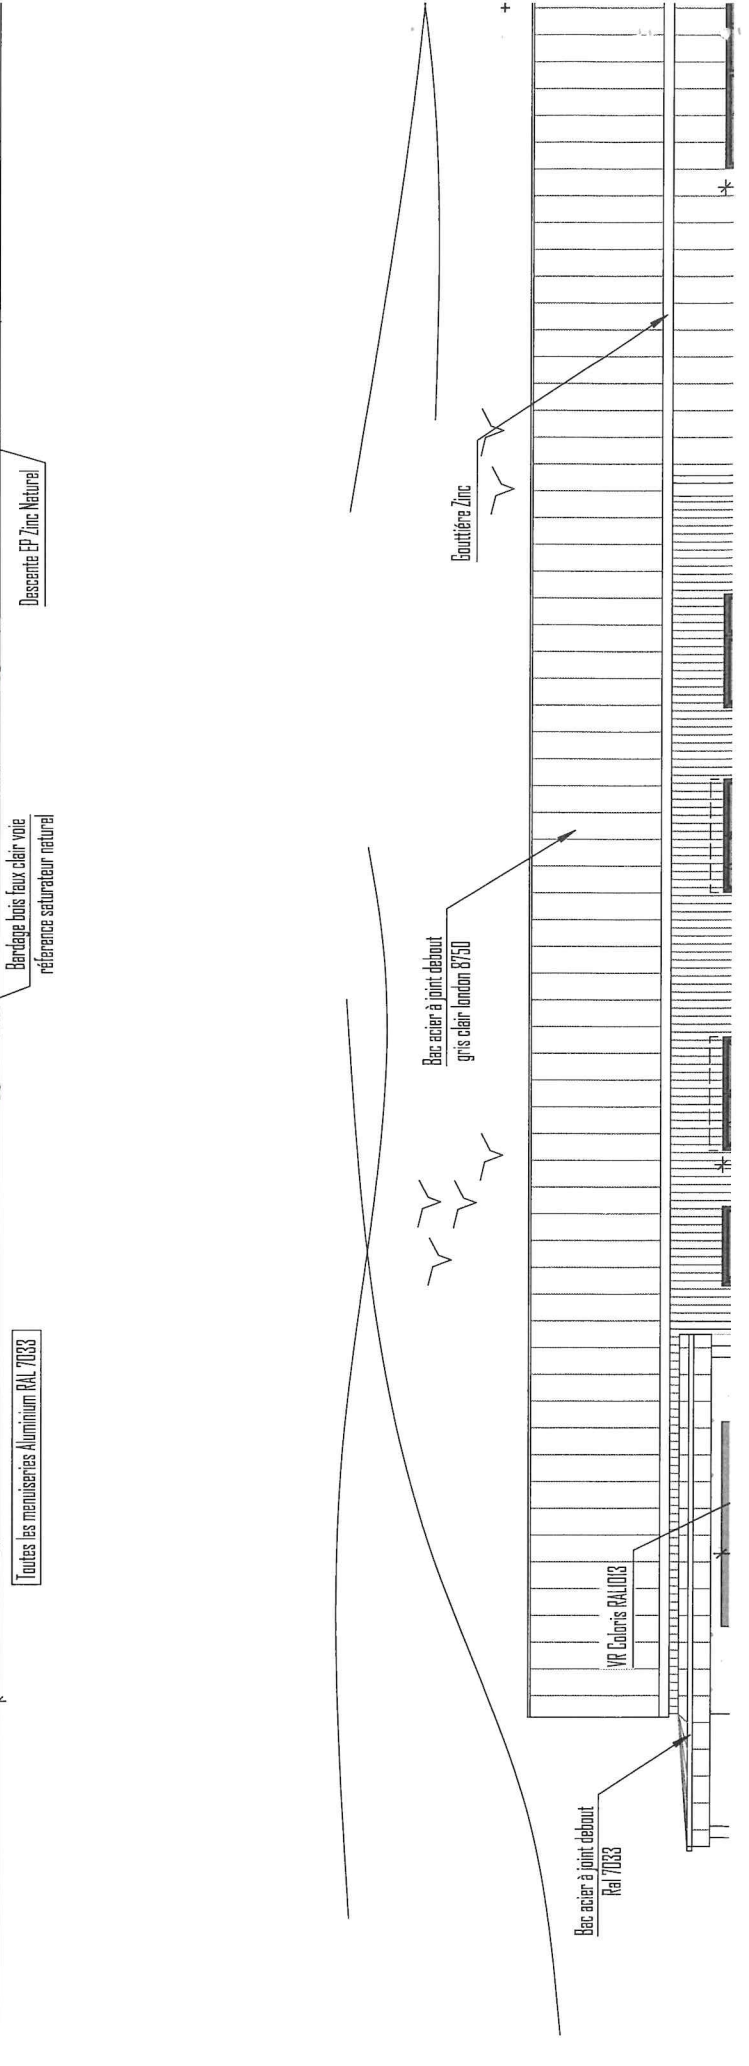 Toutes les menuiseries Aluminium RAL 7033
Bardage bois faux clair voie
réference saturateur naturel
Descente EP Zinc Naturel
Bac acier à joint debout
Ral 7033
VR Coloris RAL1013
Bac acier à joint debout
gris clair london 8750
Gouttière Zinc